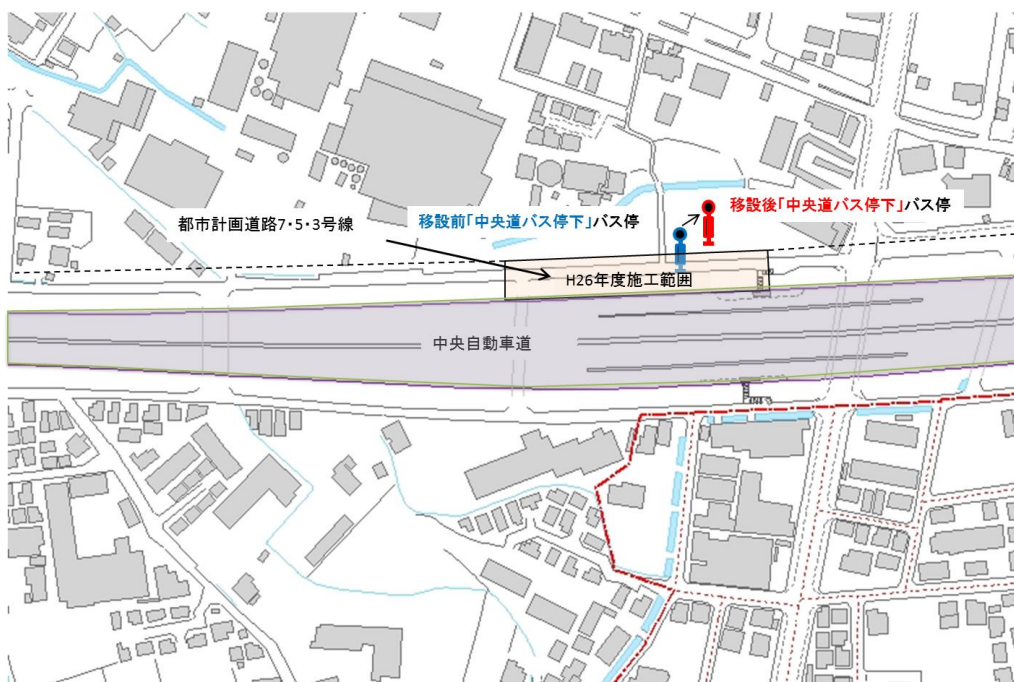 移設後「中央道バス停下」バス停
都市計画道路7・5・3号線
移設前「中央道バス停下」バス停
H26年度施工範囲
中央自動車道